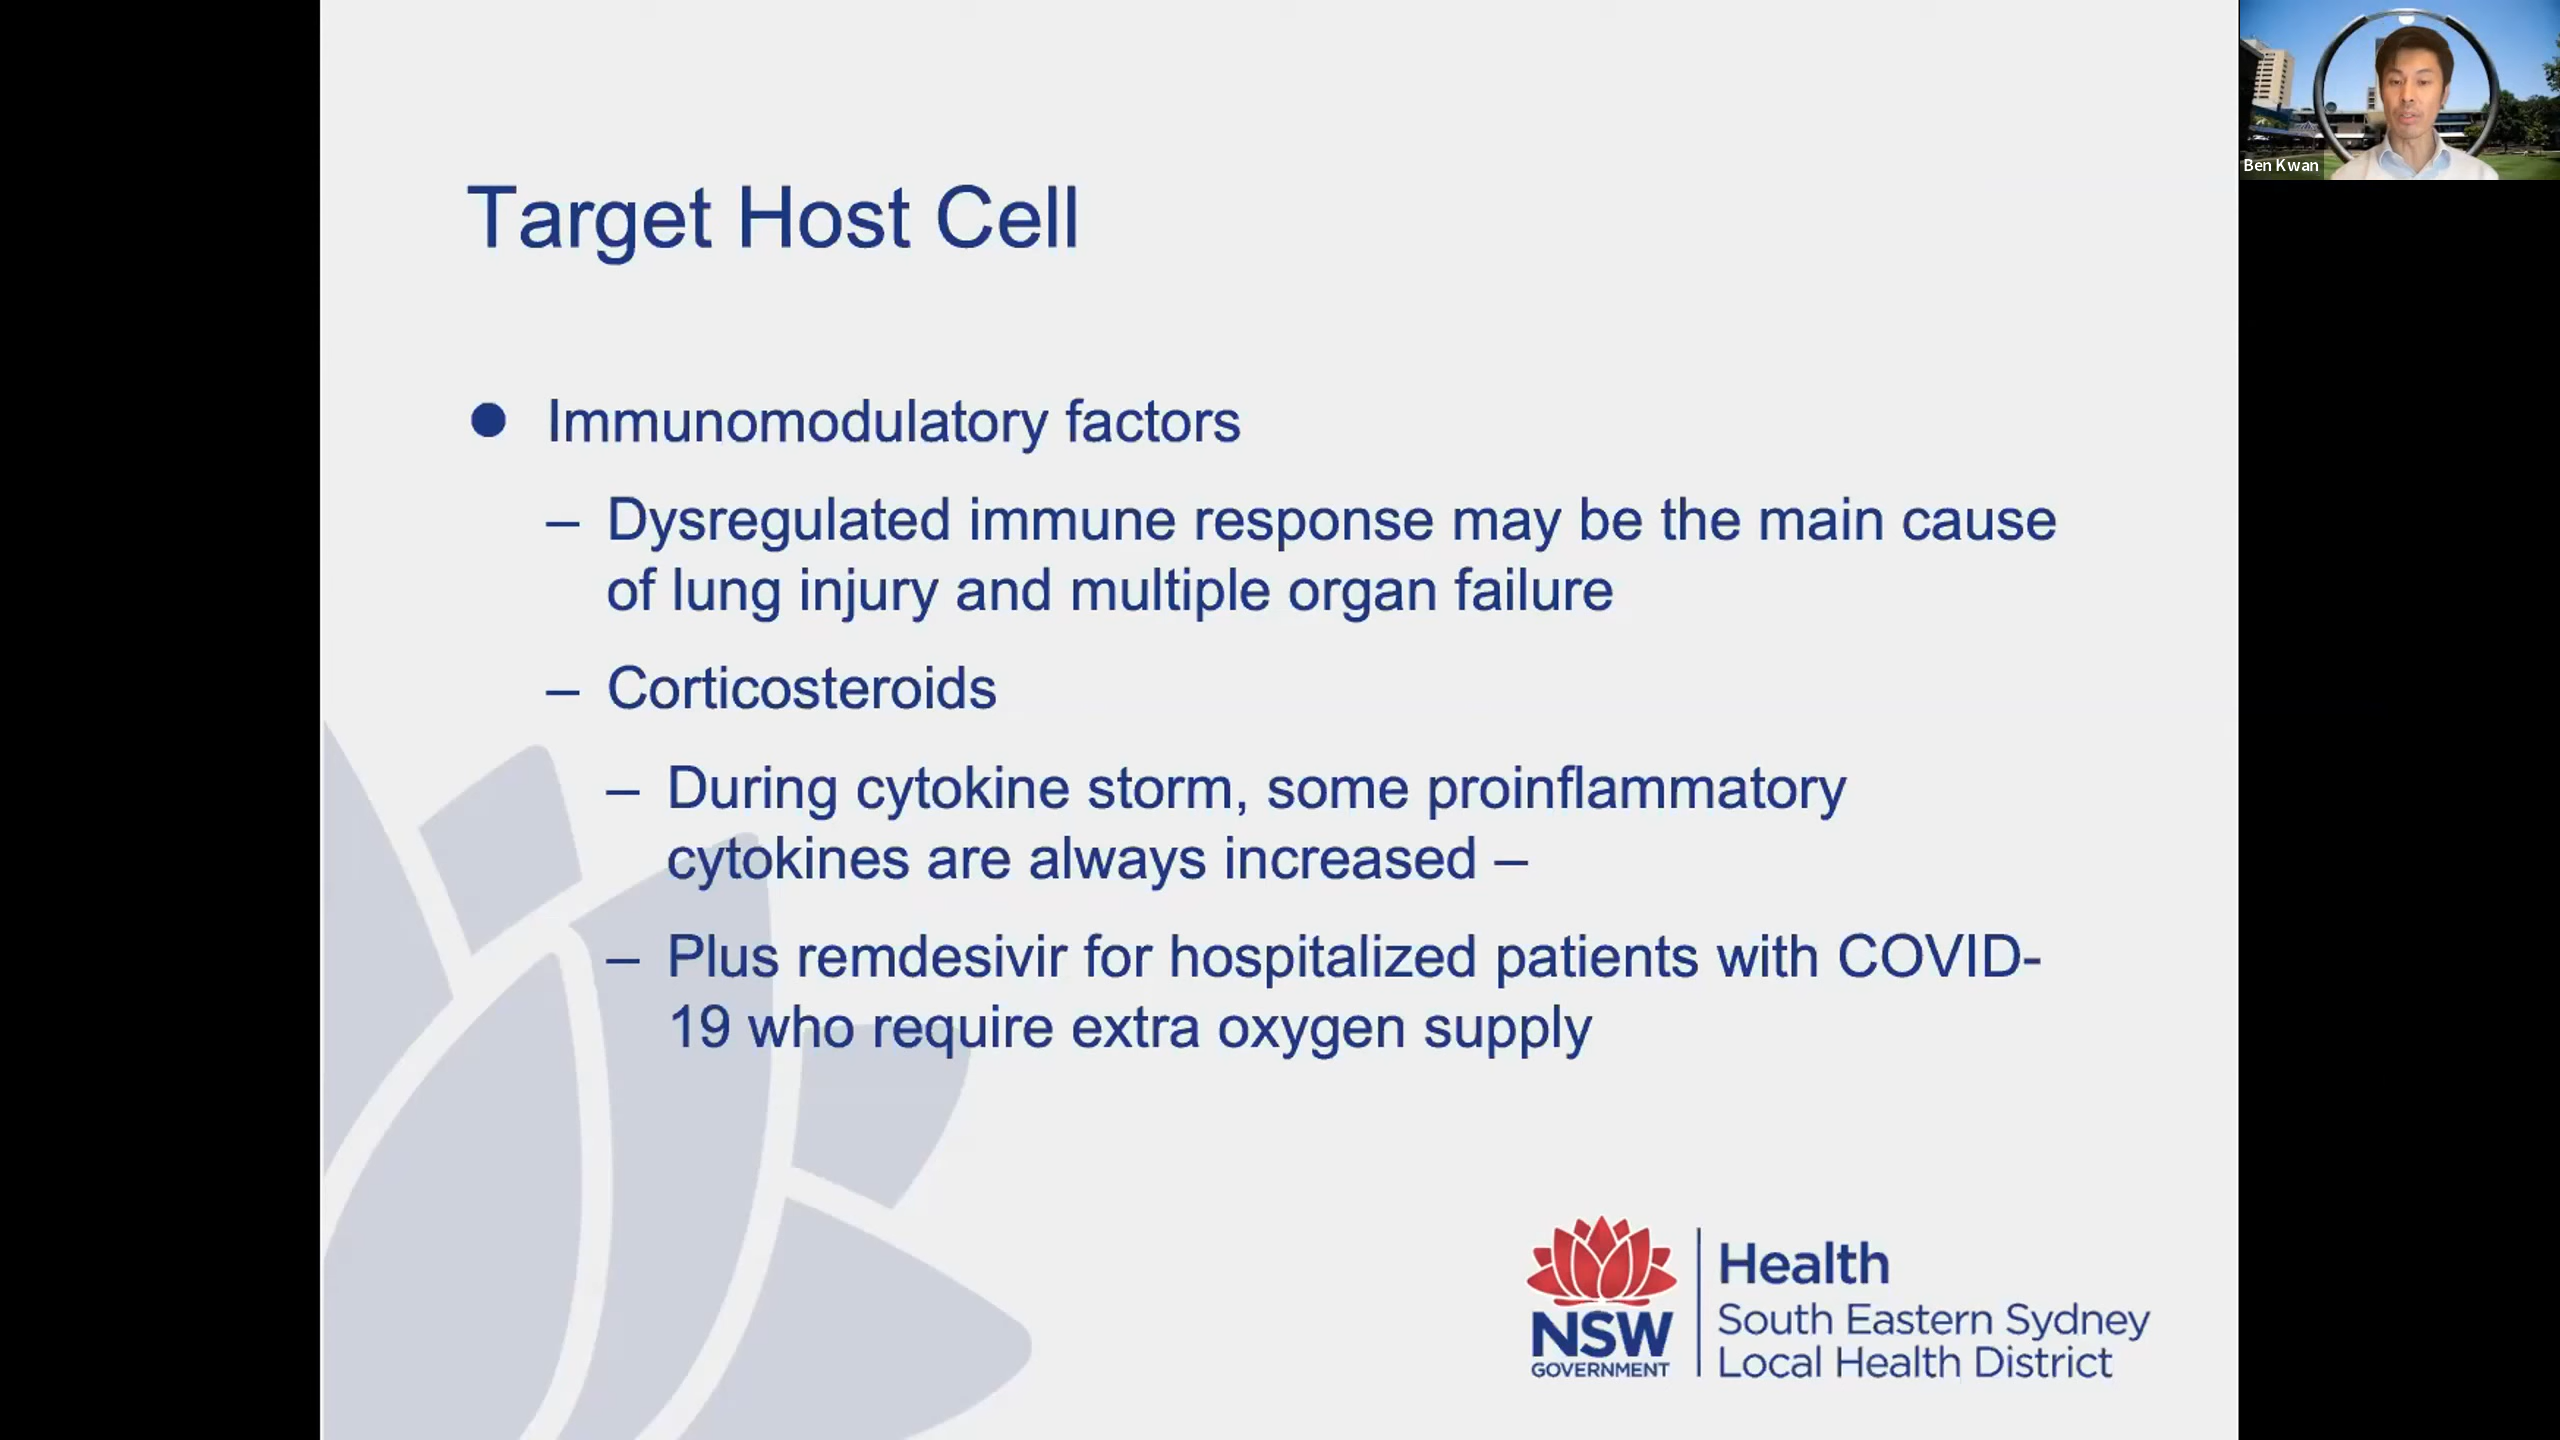 Target Host Cell
● Immunomodulatory factors
– Dysregulated immune response may be the main cause
of lung injury and multiple organ failure
– Corticosteroids
– During cytokine storm, some proinflammatory
cytokines are always increased –
– Plus remdesivir for hospitalized patients with COVID-
19 who require extra oxygen supply
NSW
GOVERNMENT
Health
South Eastern Sydney
Local Health District
Ben Kwan